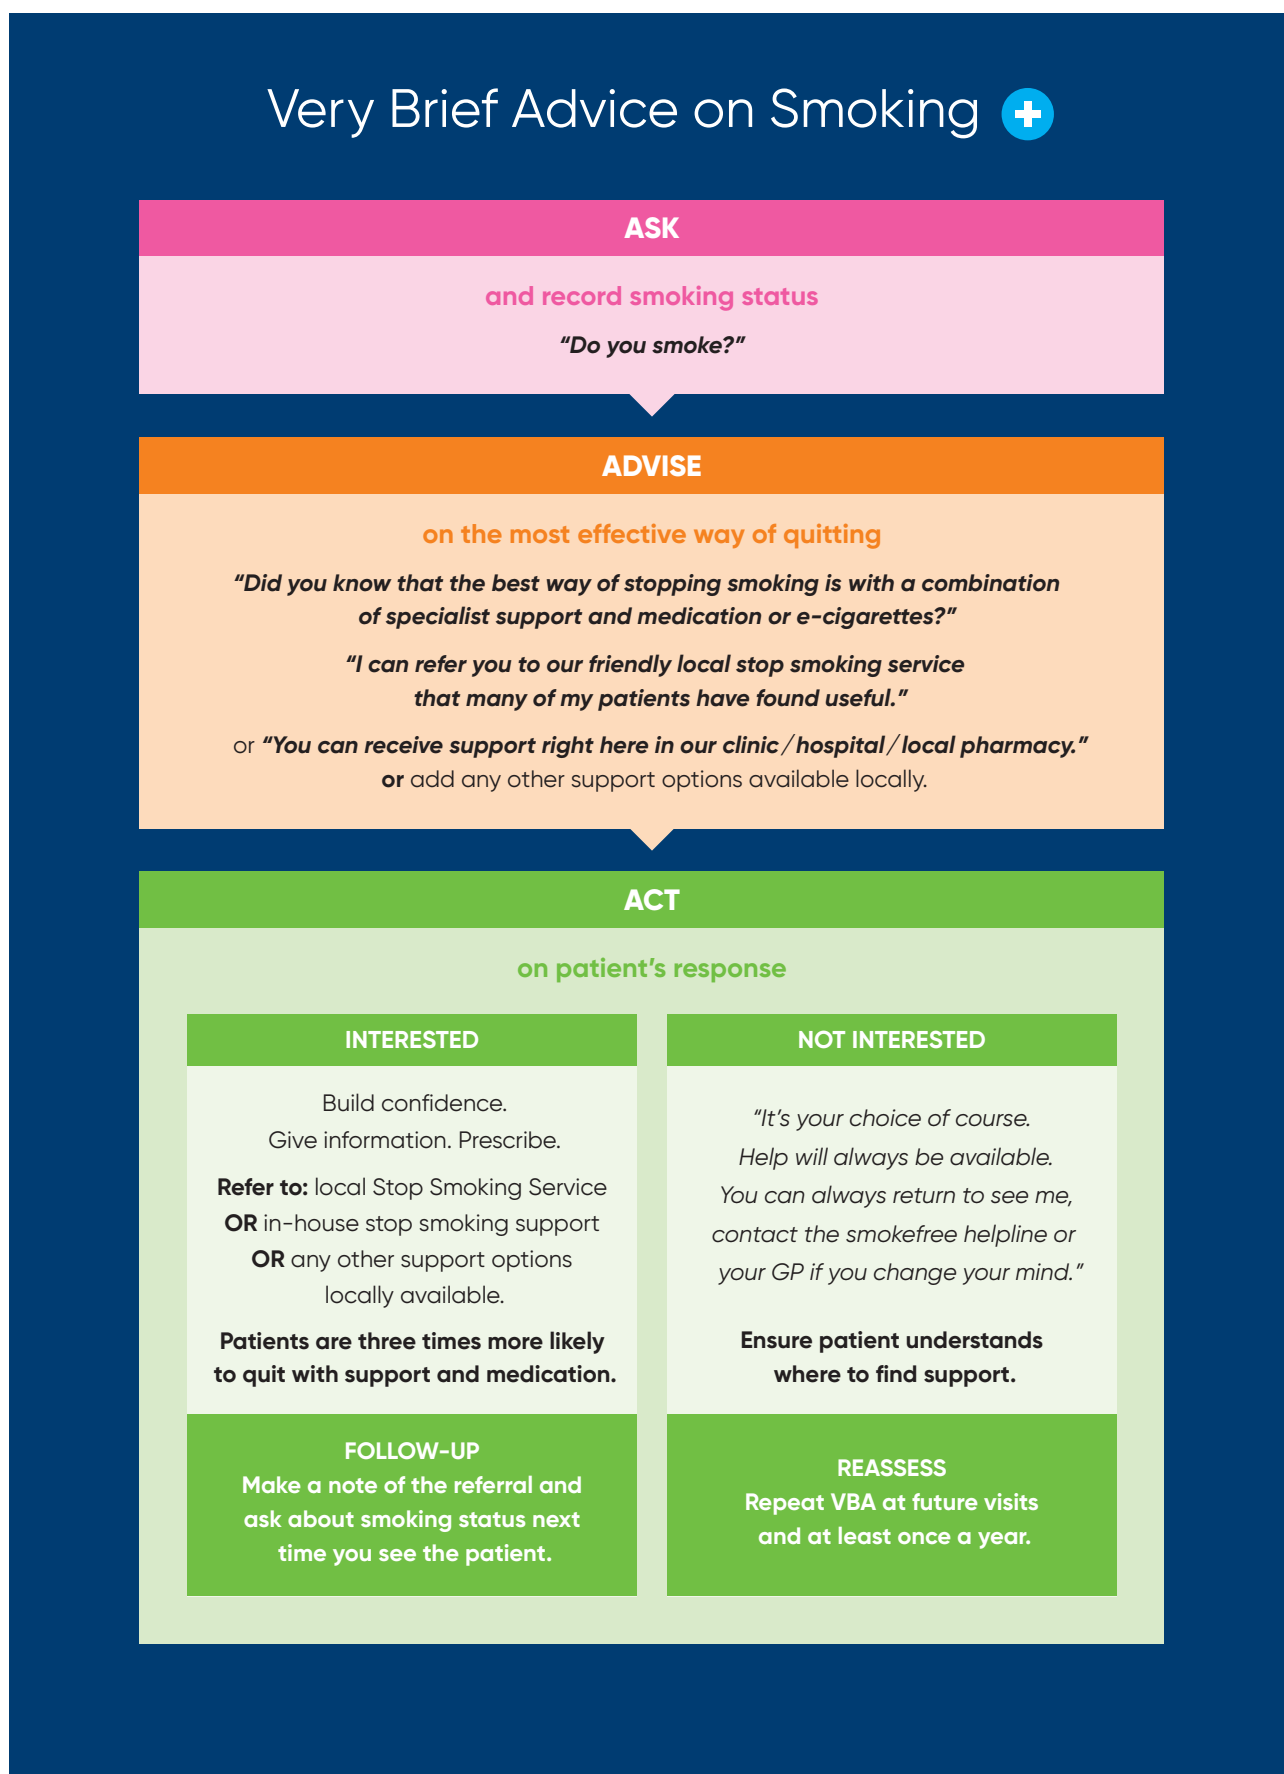 Very Brief Advice on Smoking
ASK
and record smoking status
“Do you smoke?”
ADVISE
on the most effective way of quitting
“Did you know that the best way of stopping smoking is with a combination
of specialist support and medication or e-cigarettes?”
“I can refer you to our friendly local stop smoking service
that many of my patients have found useful.”
or “You can receive support right here in our clinic/hospital/local pharmacy.”
or add any other support options available locally.
ACT
on patient’s response
INTERESTED
Build confidence.
Give information. Prescribe.
Refer to: local Stop Smoking Service
OR in-house stop smoking support
OR any other support options
locally available.
Patients are three times more likely
to quit with support and medication.
FOLLOW-UP
Make a note of the referral and
ask about smoking status next
time you see the patient.
NOT INTERESTED
“It’s your choice of course.
Help will always be available.
You can always return to see me,
contact the smokefree helpline or
your GP if you change your mind.”
Ensure patient understands
where to find support.
REASSESS
Repeat VBA at future visits
and at least once a year.